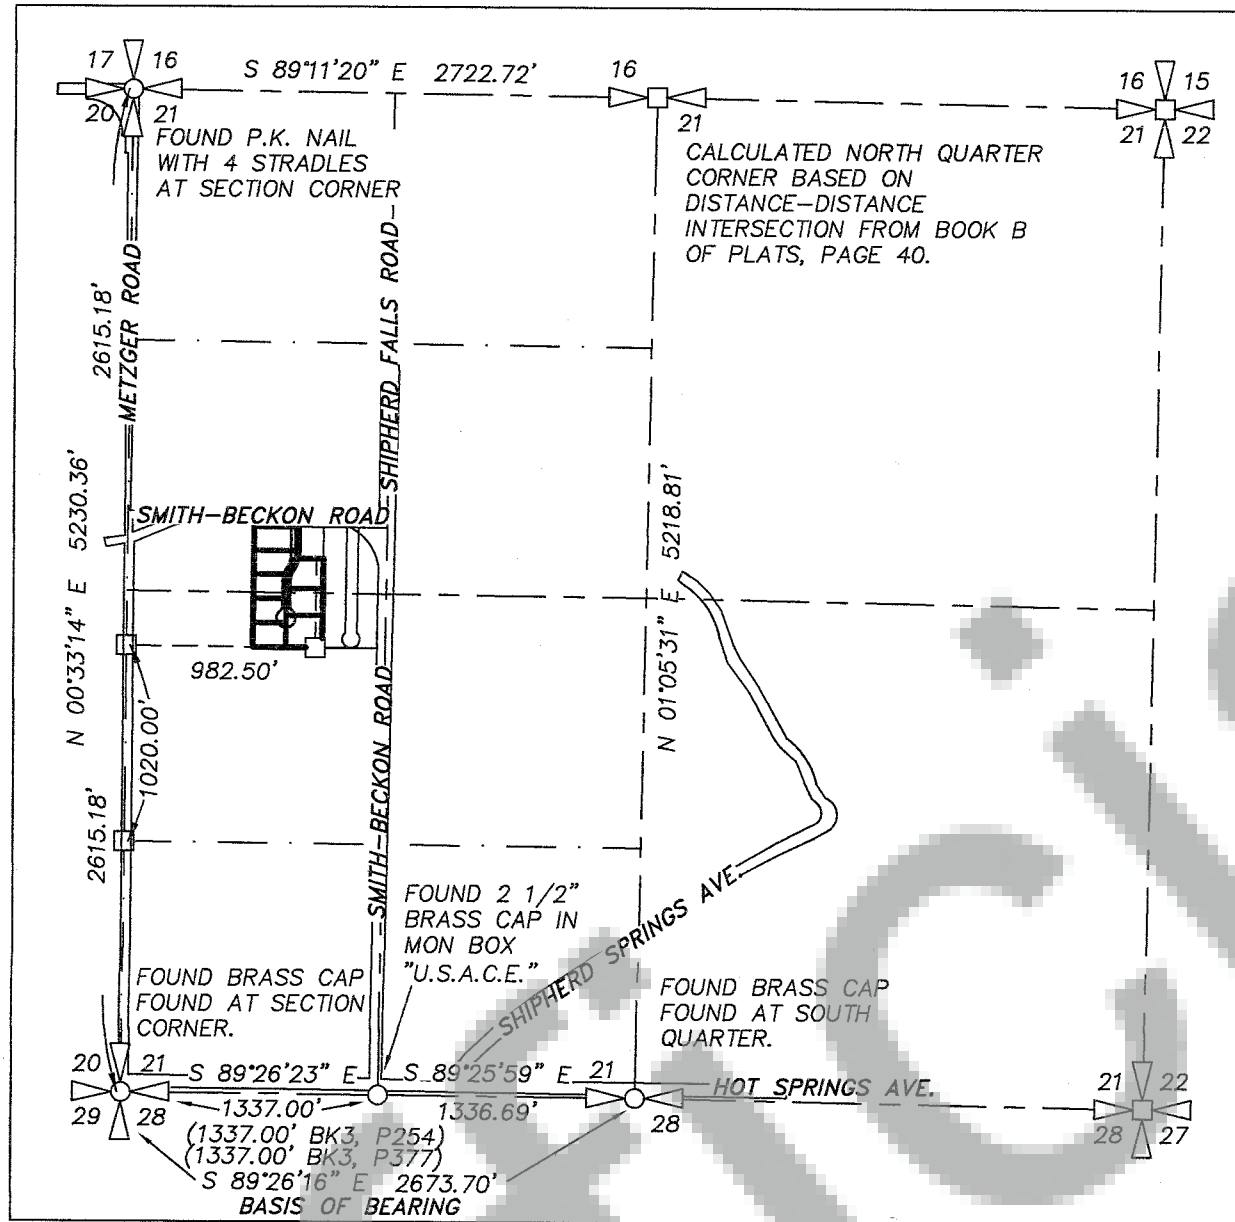 17 16
S 89°11'20" E 2722.72'
16
16 15
20 21
21
21 22
FOUND P.K. NAIL
WITH 4 STRADLES
AT SECTION CORNER
CALCULATED NORTH QUARTER
CORNER BASED ON
DISTANCE–DISTANCE
INTERSECTION FROM BOOK B
OF PLATS, PAGE 40.
METZGER ROAD
2615.18'
SHIPHERD FALLS ROAD
N 00°33'14" E 5230.36'
SMITH–BECKON ROAD
N 01°05'31" E 5218.81'
982.50'
1020.00'
2615.18'
SMITH–BECKON ROAD
SHIPHERD SPRINGS AVE.
FOUND 2 1/2"
BRASS CAP IN
MON BOX
"U.S.A.C.E."
FOUND BRASS CAP
FOUND AT SECTION
CORNER.
FOUND BRASS CAP
FOUND AT SOUTH
QUARTER.
20 21
S 89°26'23" E
S 89°25'59" E
21
HOT SPRINGS AVE.
21 22
29 28
1337.00'
1336.69'
28
28 27
(1337.00' BK3, P254)
(1337.00' BK3, P377)
S 89°26'16" E 2673.70'
BASIS OF BEARING